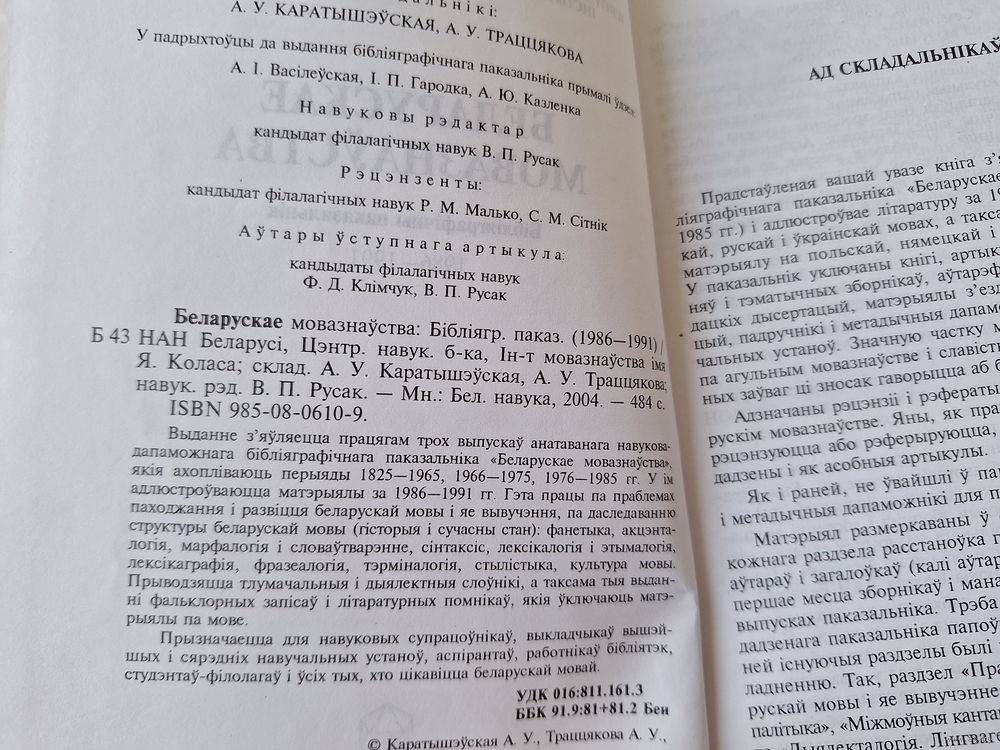 А. У. КАРАТЫШЭЎСКАЯ, А. У. ТРАЦЦЯКОВА
У падрыхтоўцы да выдання бібліяграфічнага паказальніка прымалі ўдзел:
А. І. Васілеўская, І. П. Гародка, А. Ю. Казленка
Навуковы рэдактар
кандыдат філалагічных навук В. П. Русак
Рэцэнзенты:
кандыдат філалагічных навук Р. М. Малько, С. М. Сітнік
Аўтары ўступнага артыкула:
кандыдаты філалагічных навук
Ф. Д. Клімчук, В. П. Русак
Беларускае мовазнаўства: Бібліягр. паказ. (1986—1991) /
Б 43 НАН Беларусі, Цэнтр. навук. б-ка, Ін-т мовазнаўства імя
Я. Коласа; склад. А. У. Каратышэўская, А. У. Траццякова;
навук. рэд. В. П. Русак. — Мн.: Бел. навука, 2004. — 484 с.
ISBN 985-08-0610-9.
Выданне з'яўляецца працягам трох выпускаў анатаванага навукова-
дапаможнага бібліяграфічнага паказальніка «Беларускае мовазнаўства»,
якія ахопліваюць перыяды 1825—1965, 1966—1975, 1976—1985 гг. У ім
адлюстроўваюцца матэрыялы за 1986—1991 гг. Гэта працы па праблемах
паходжання і развіцця беларускай мовы і яе вывучэння, па даследаванню
структуры беларускай мовы (гісторыя і сучасны стан): фанетыка, акцэнта-
логія, марфалогія і словаўтварэнне, сінтаксіс, лексікалогія і этымалогія,
лексікаграфія, фразеалогія, тэрміналогія, стылістыка, культура мовы.
Прыводзяцца тлумачальныя і дыялектныя слоўнікі, а таксама тыя выдан-
ні фальклорных запісаў і літаратурных помнікаў, якія ўключаюць матэ-
рыялы па мове.
Прызначаецца для навуковых супрацоўнікаў, выкладчыкаў вышэй-
шых і сярэдніх навучальных устаноў, аспірантаў, работнікаў бібліятэк,
студэнтаў-філолагаў і ўсіх тых, хто цікавіцца беларускай мовай.
УДК 016:811.161.3
ББК 91.9:81+81.2 Бен
© Каратышэўская А. У., Траццякова А. У.,
АД СКЛАДАЛЬНІКАЎ
Прадстаўленая вашай увазе кніга з'я
ліяграфічнага паказальніка «Беларускае
1985 гг.) і адлюстроўвае літаратуру за 19
кай, рускай і ўкраінскай мовах, а такса
матэрыялу на польскай, нямецкай і
У паказальнік уключаны кнігі, артык
няў і тэматычных зборнікаў, аўтарэф
дацкіх дысертацый, матэрыялы з'езд
цый, падручнікі і метадычныя дапамо
чальных устаноў. Значную частку м
па агульным мовазнаўстве і славіст
ных заўваг ці зносак гаворыцца аб б
Адзначаны рэцэнзіі і рэфераты
рускім мовазнаўстве. Яны, як пра
рэцэнзуюцца або рэферыруюцца,
дадзены і як асобныя артыкулы.
Як і раней, не ўвайшлі ў па
і метадычныя дапаможнікі для п
Матэрыял размеркаваны ў
кожнага раздзела расстаноўка п
аўтараў і загалоўкаў (калі аўтар
першае месца зборнікаў і мана
выпусках паказальніка. Трэба
дадзенага паказальніка папоў
ней існуючыя раздзелы былі
ладненню. Так, раздзел «Пра
рускай мовы і яе вывучэнне
палітыка», «Міжмоўныя канта
«Дыялекталогія. Лінгваге